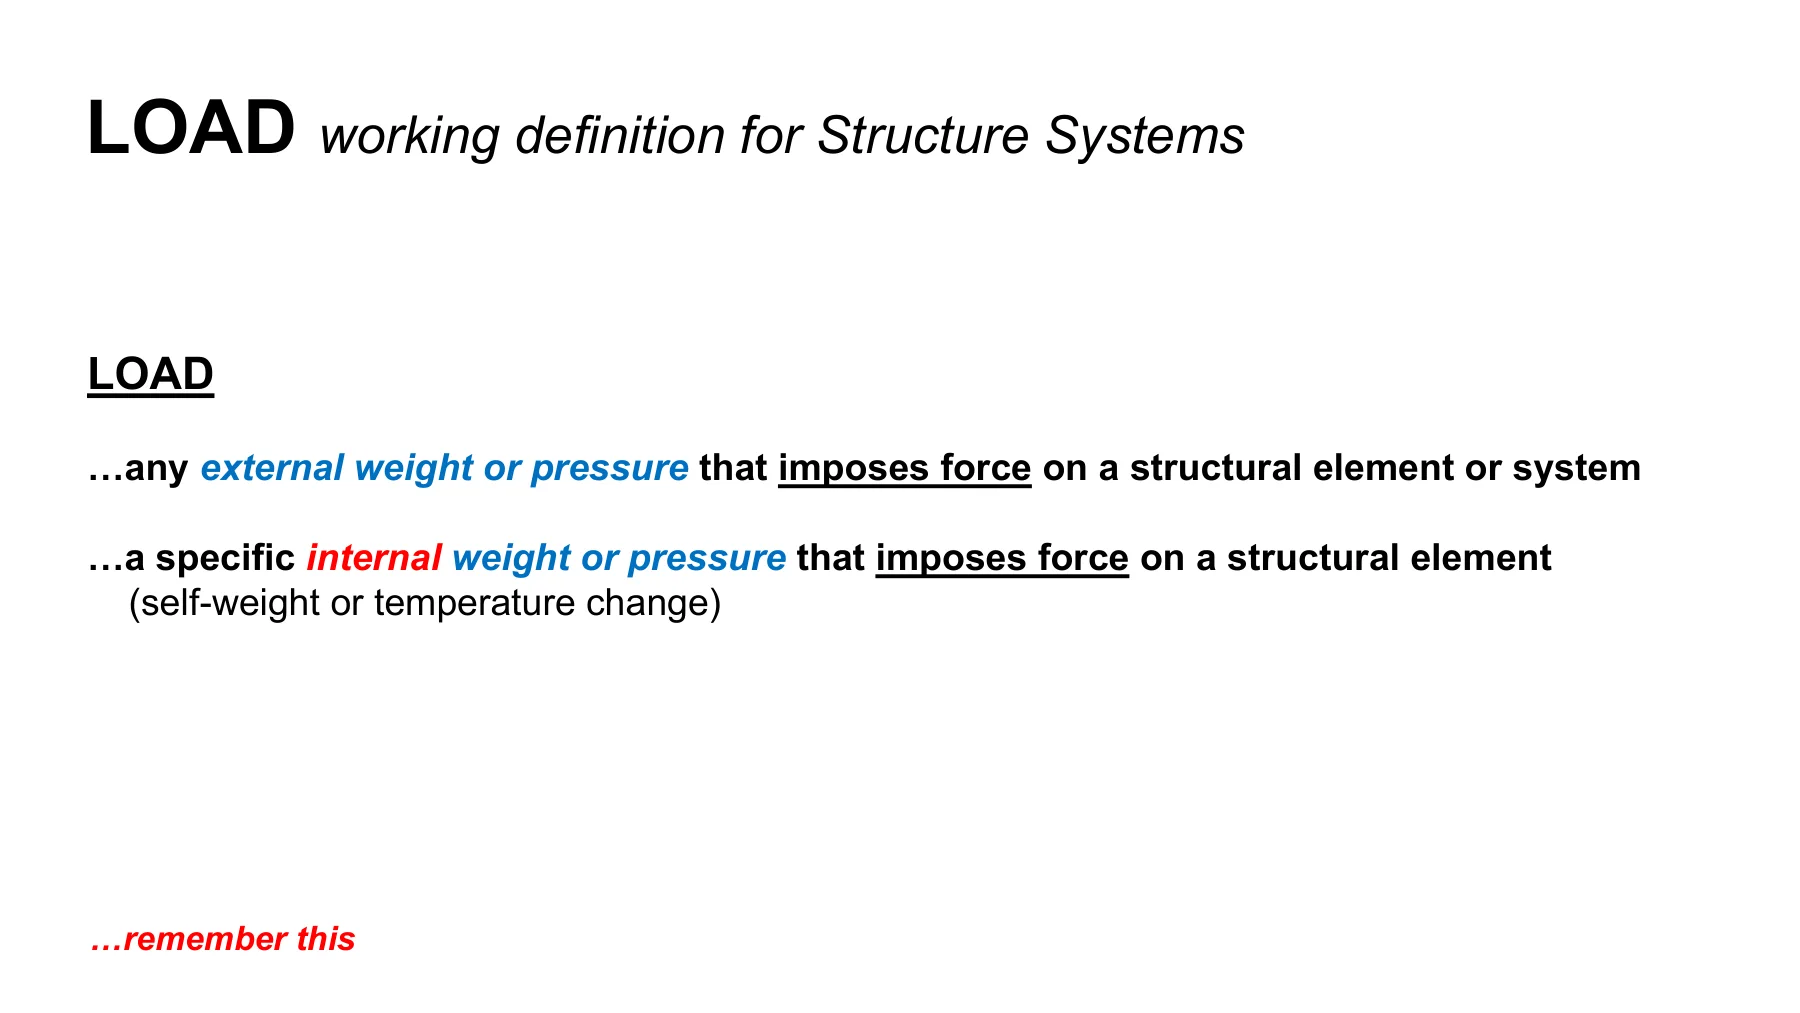 LOAD working definition for Structure Systems
LOAD
…any external weight or pressure that imposes force on a structural element or system
…a specific internal weight or pressure that imposes force on a structural element
(self-weight or temperature change)
…remember this